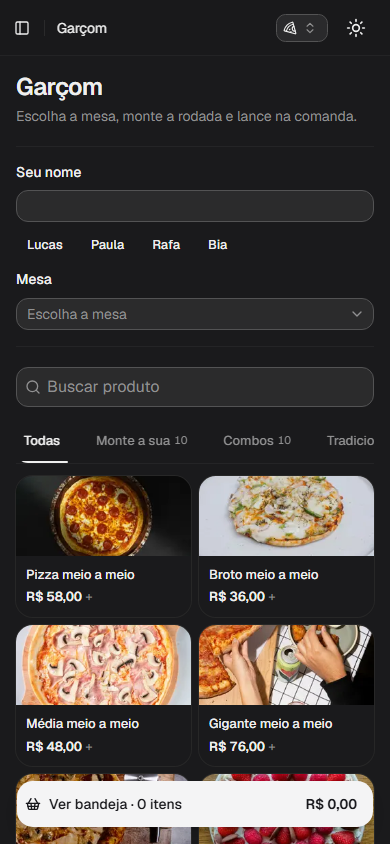 Garçom
Garçom
Escolha a mesa, monte a rodada e lance na comanda.
Seu nome
Lucas Paula Rafa Bia
Mesa
Escolha a mesa
Buscar produto
Todas Monte a sua 10 Combos 10 Tradicio
Pizza meio a meio
R$ 58,00 +
Broto meio a meio
R$ 36,00 +
Média meio a meio
R$ 48,00 +
Gigante meio a meio
R$ 76,00 +
Ver bandeja · 0 itens R$ 0,00